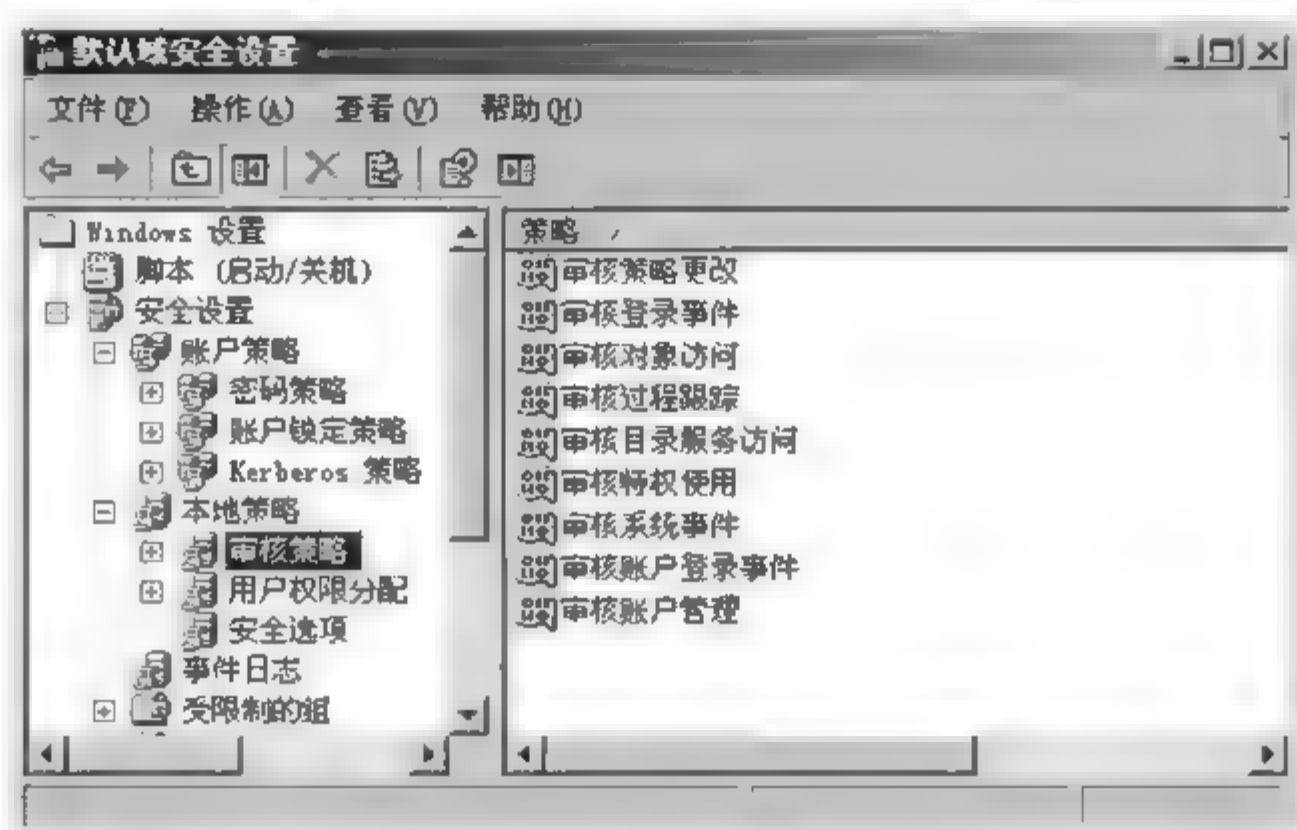 默认域安全设置
文件(F) 操作(A) 查看(V) 帮助(H)
Windows 设置
脚本 (启动/关机)
安全设置
账户策略
密码策略
账户锁定策略
Kerberos 策略
本地策略
审核策略
用户权限分配
安全选项
事件日志
受限制的组
策略
审核策略更改
审核登录事件
审核对象访问
审核过程跟踪
审核目录服务访问
审核特权使用
审核系统事件
审核账户登录事件
审核账户管理